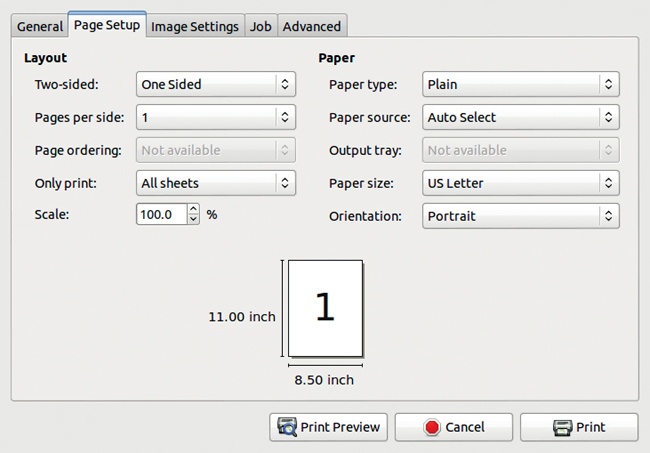 General Page Setup Image Settings Job Advanced
Layout Paper
Two-sided: One Sided Paper type: Plain
Pages per side: 1 Paper source: Auto Select
Page ordering: Not available Output tray: Not available
Only print: All sheets Paper size: US Letter
Scale: 100.0 % Orientation: Portrait
1
11.00 inch
8.50 inch
Print Preview Cancel Print